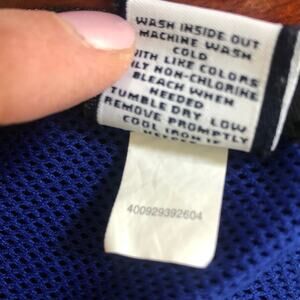 WASH INSIDE OUT
MACHINE WASH
COLD
WITH LIKE COLORS
ONLY NON-CHLORINE
BLEACH WHEN
NEEDED
TUMBLE DRY LOW
REMOVE PROMPTLY
COOL IRON IF
NEEDED
400929392604